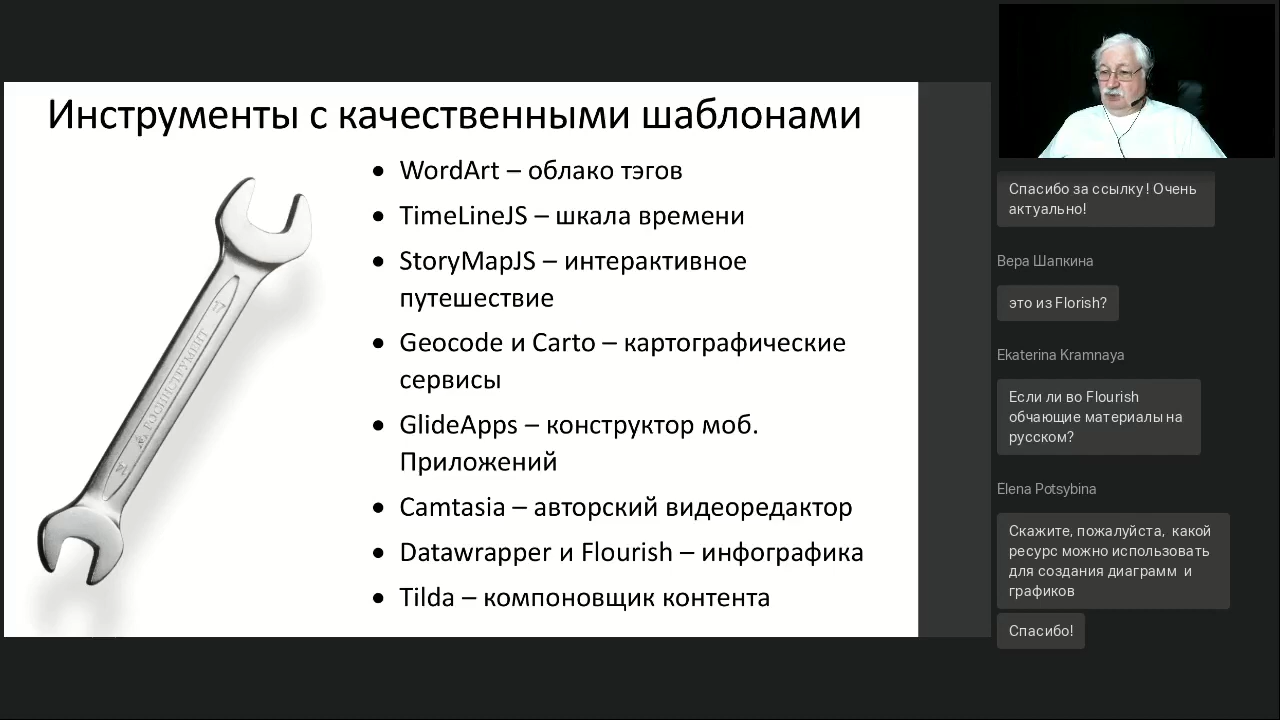 Инструменты с качественными шаблонами
• WordArt – облако тэгов
• TimeLineJS – шкала времени
• StoryMapJS – интерактивное
путешествие
• Geocode и Carto – картографические
сервисы
• GlideApps – конструктор моб.
Приложений
• Camtasia – авторский видеоредактор
• Datawrapper и Flourish – инфографика
• Tilda – компоновщик контента
17
РОСИНСТРУМЕНТ
14
Спасибо за ссылку! Очень
актуально!
Вера Шапкина
это из Florish?
Ekaterina Kramnaya
Если ли во Flourish
обчающие материалы на
русском?
Elena Potsybina
Скажите, пожалуйста, какой
ресурс можно использовать
для создания диаграмм и
графиков
Спасибо!